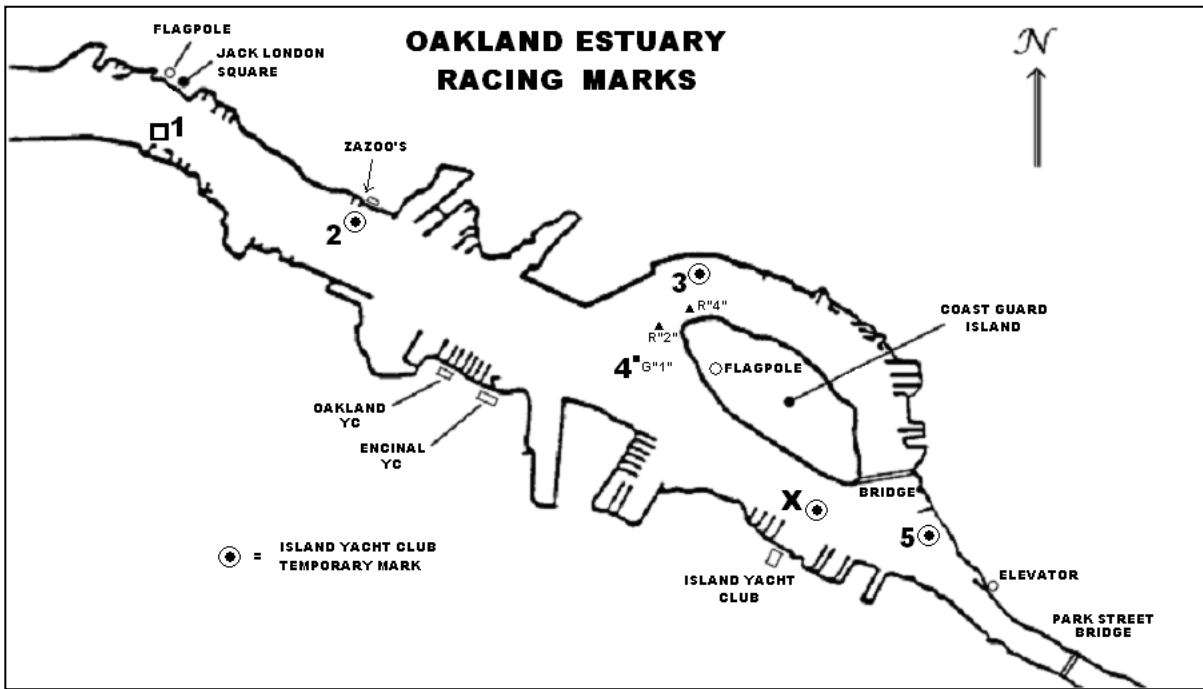 FLAGPOLE
JACK LONDON
SQUARE
OAKLAND ESTUARY
RACING MARKS
N
1
ZAZOO'S
2
3
R"4"
R"2"
4
G"1"
FLAGPOLE
COAST GUARD
ISLAND
OAKLAND
YC
ENCINAL
YC
BRIDGE
X
5
= ISLAND YACHT CLUB
TEMPORARY MARK
ISLAND YACHT
CLUB
ELEVATOR
PARK STREET
BRIDGE